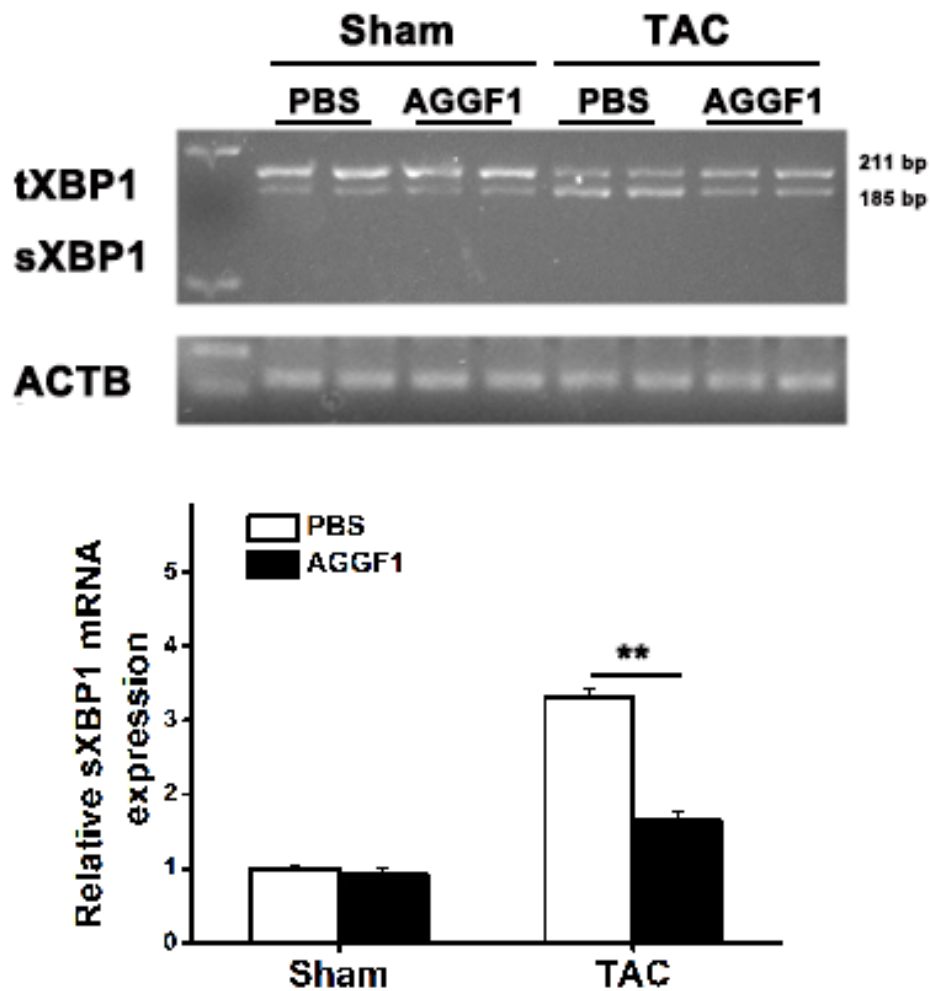 Sham TAC
PBS AGGF1 PBS AGGF1
tXBP1
211 bp
185 bp
sXBP1
ACTB
PBS
AGGF1
Relative sXBP1 mRNA
expression
5
4
**
3
2
1
0
Sham TAC